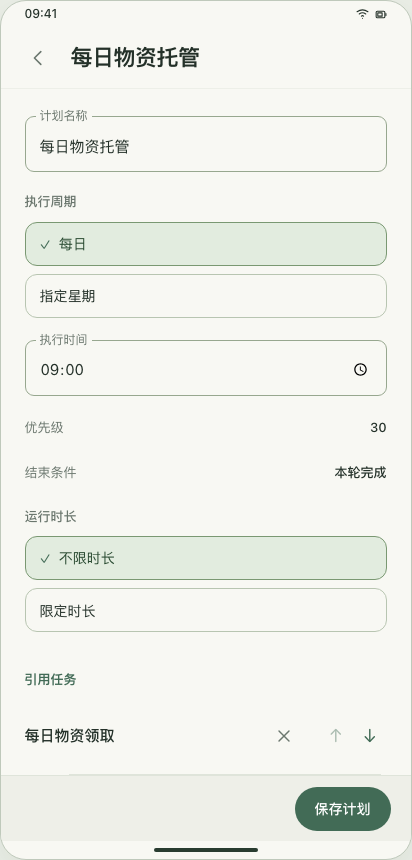 09:41
每日物资托管
计划名称
每日物资托管
执行周期
每日
指定星期
执行时间
09:00
优先级 30
结束条件 本轮完成
运行时长
不限时长
限定时长
引用任务
每日物资领取
保存计划